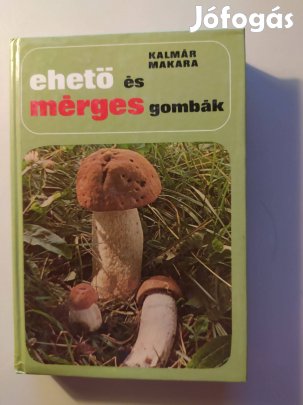 Jófogás
KALMÁR
MAKARA
ehető és
mérges gombák